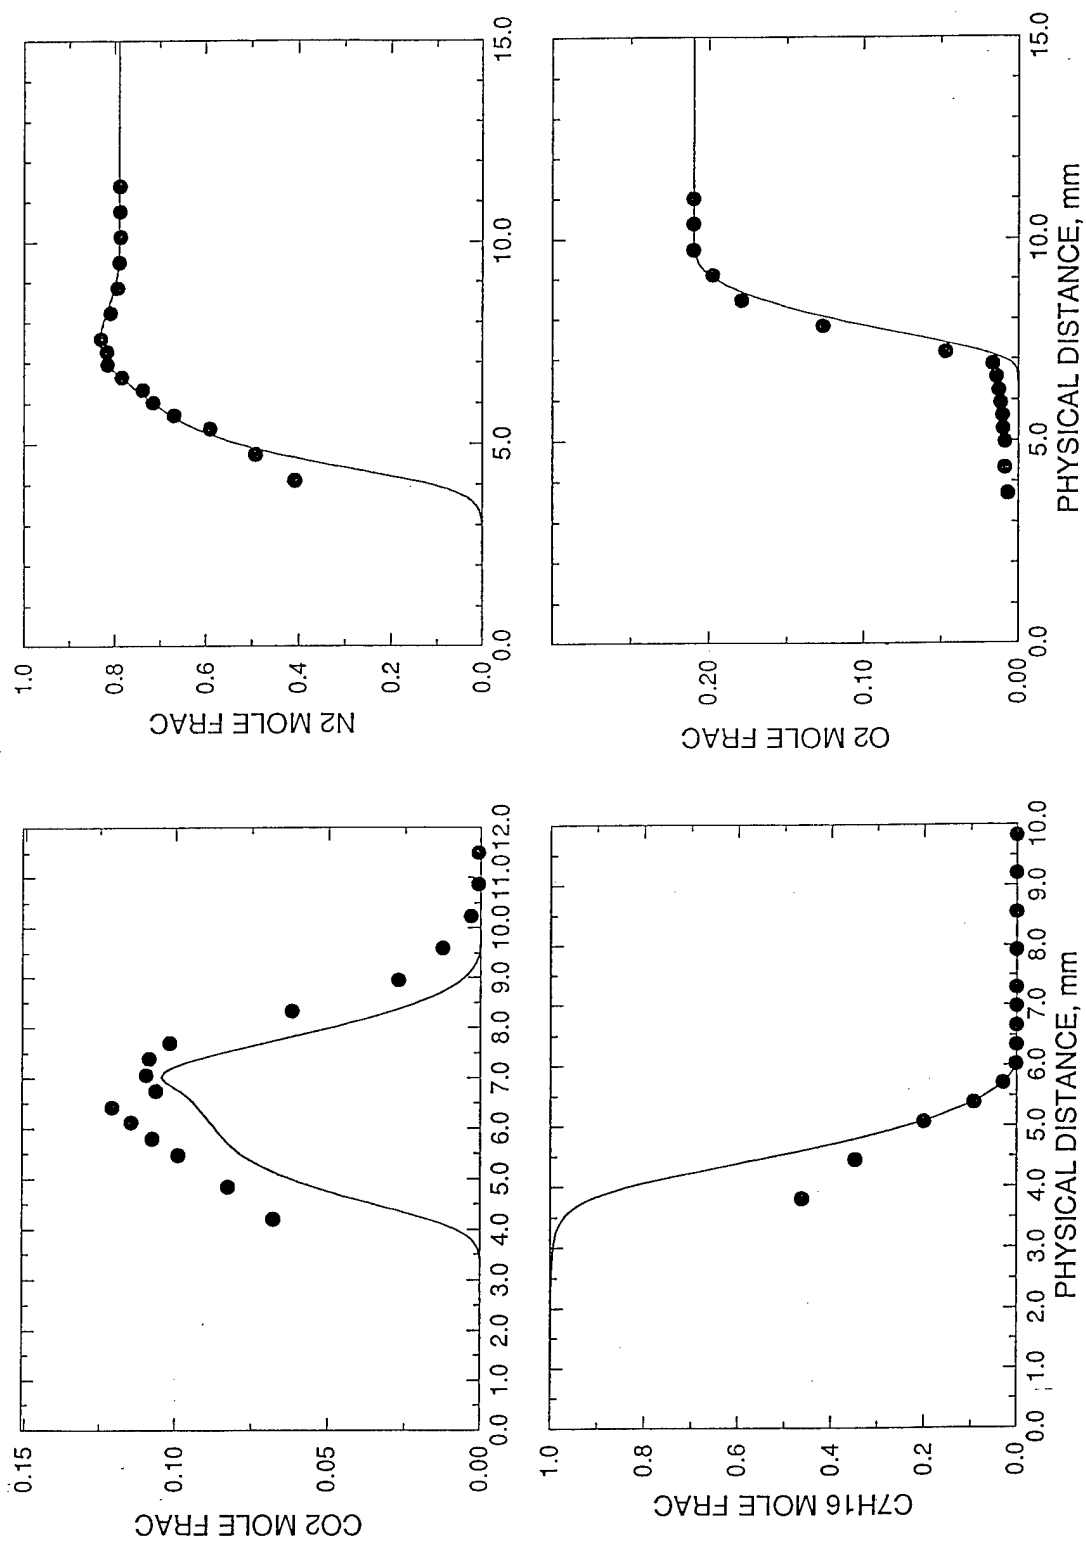 CO2 MOLE FRAC
0.15
0.10
0.05
0.00
0.0 1.0 2.0 3.0 4.0 5.0 6.0 7.0 8.0 9.0 10.0 11.0 12.0
N2 MOLE FRAC
1.0
0.8
0.6
0.4
0.2
0.0
0.0 5.0 10.0 15.0
C7H16 MOLE FRAC
1.0
0.8
0.6
0.4
0.2
0.0
0.0 1.0 2.0 3.0 4.0 5.0 6.0 7.0 8.0 9.0 10.0
PHYSICAL DISTANCE, mm
O2 MOLE FRAC
0.20
0.10
0.00
0.0 5.0 10.0 15.0
PHYSICAL DISTANCE, mm